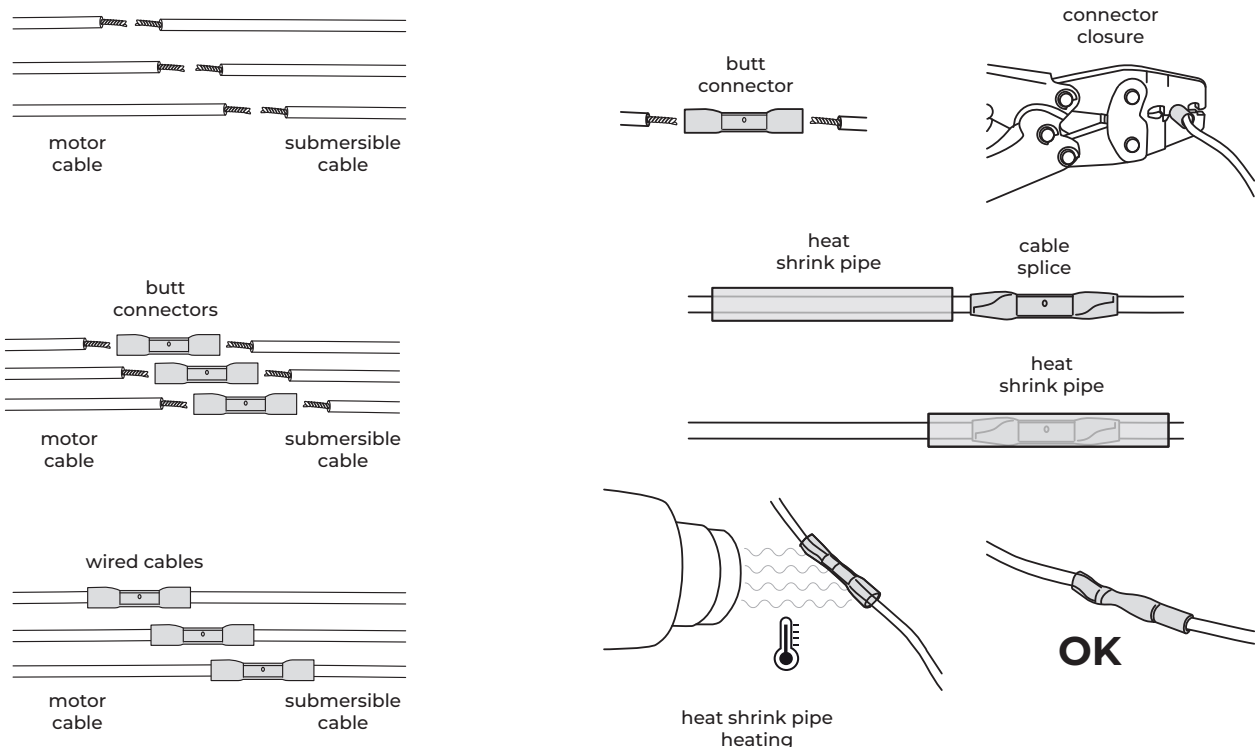 motor
cable
submersible
cable
butt
connectors
motor
cable
submersible
cable
wired cables
motor
cable
submersible
cable
butt
connector
connector
closure
heat
shrink pipe
cable
splice
heat
shrink pipe
heat shrink pipe
heating
OK